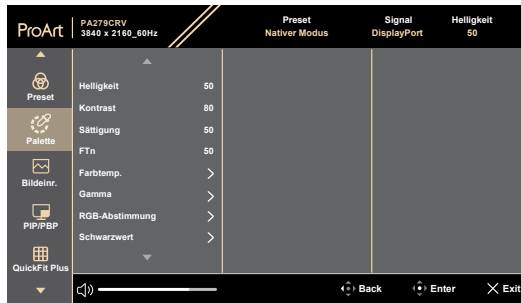 ProArt
PA279CRV
3840 x 2160_60Hz
Preset
Nativer Modus
Signal
DisplayPort
Helligkeit
50
Preset
Palette
Bildeinr.
PIP/PBP
QuickFit Plus
Helligkeit 50
Kontrast 80
Sättigung 50
FTn 50
Farbtemp.
Gamma
RGB-Abstimmung
Schwarzwert
Back
Enter
Exit